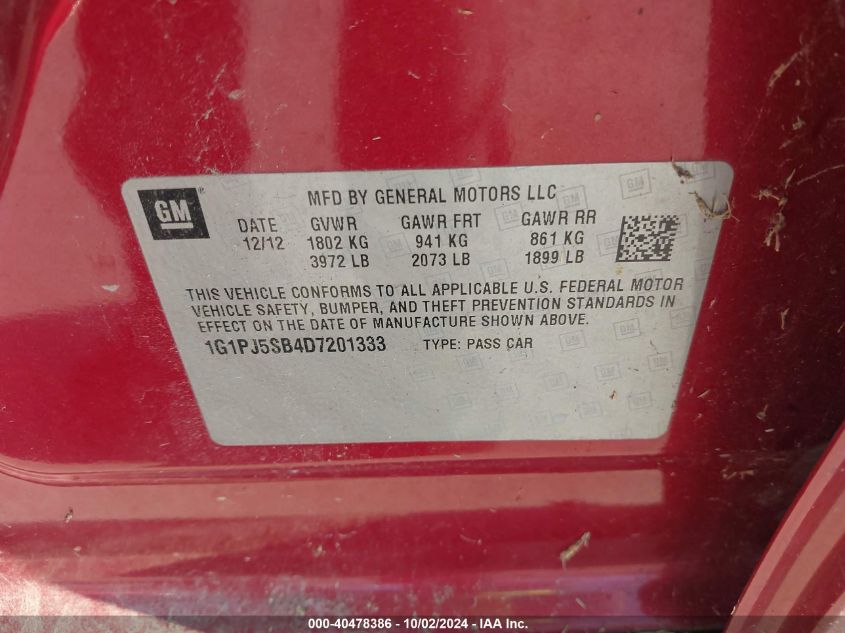 GM ®
MFD BY GENERAL MOTORS LLC
DATE GVWR GAWR FRT GAWR RR
12/12 1802 KG 941 KG 861 KG
3972 LB 2073 LB 1899 LB
THIS VEHICLE CONFORMS TO ALL APPLICABLE U.S. FEDERAL MOTOR
VEHICLE SAFETY, BUMPER, AND THEFT PREVENTION STANDARDS IN
EFFECT ON THE DATE OF MANUFACTURE SHOWN ABOVE.
1G1PJ5SB4D7201333 TYPE: PASS CAR
000-40478386 - 10/02/2024 - IAA Inc.